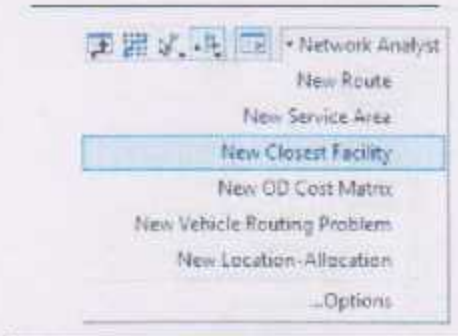 Network Analyst
New Route
New Service Area
New Closest Facility
New OD Cost Matrix
New Vehicle Routing Problem
New Location-Allocation
...Options